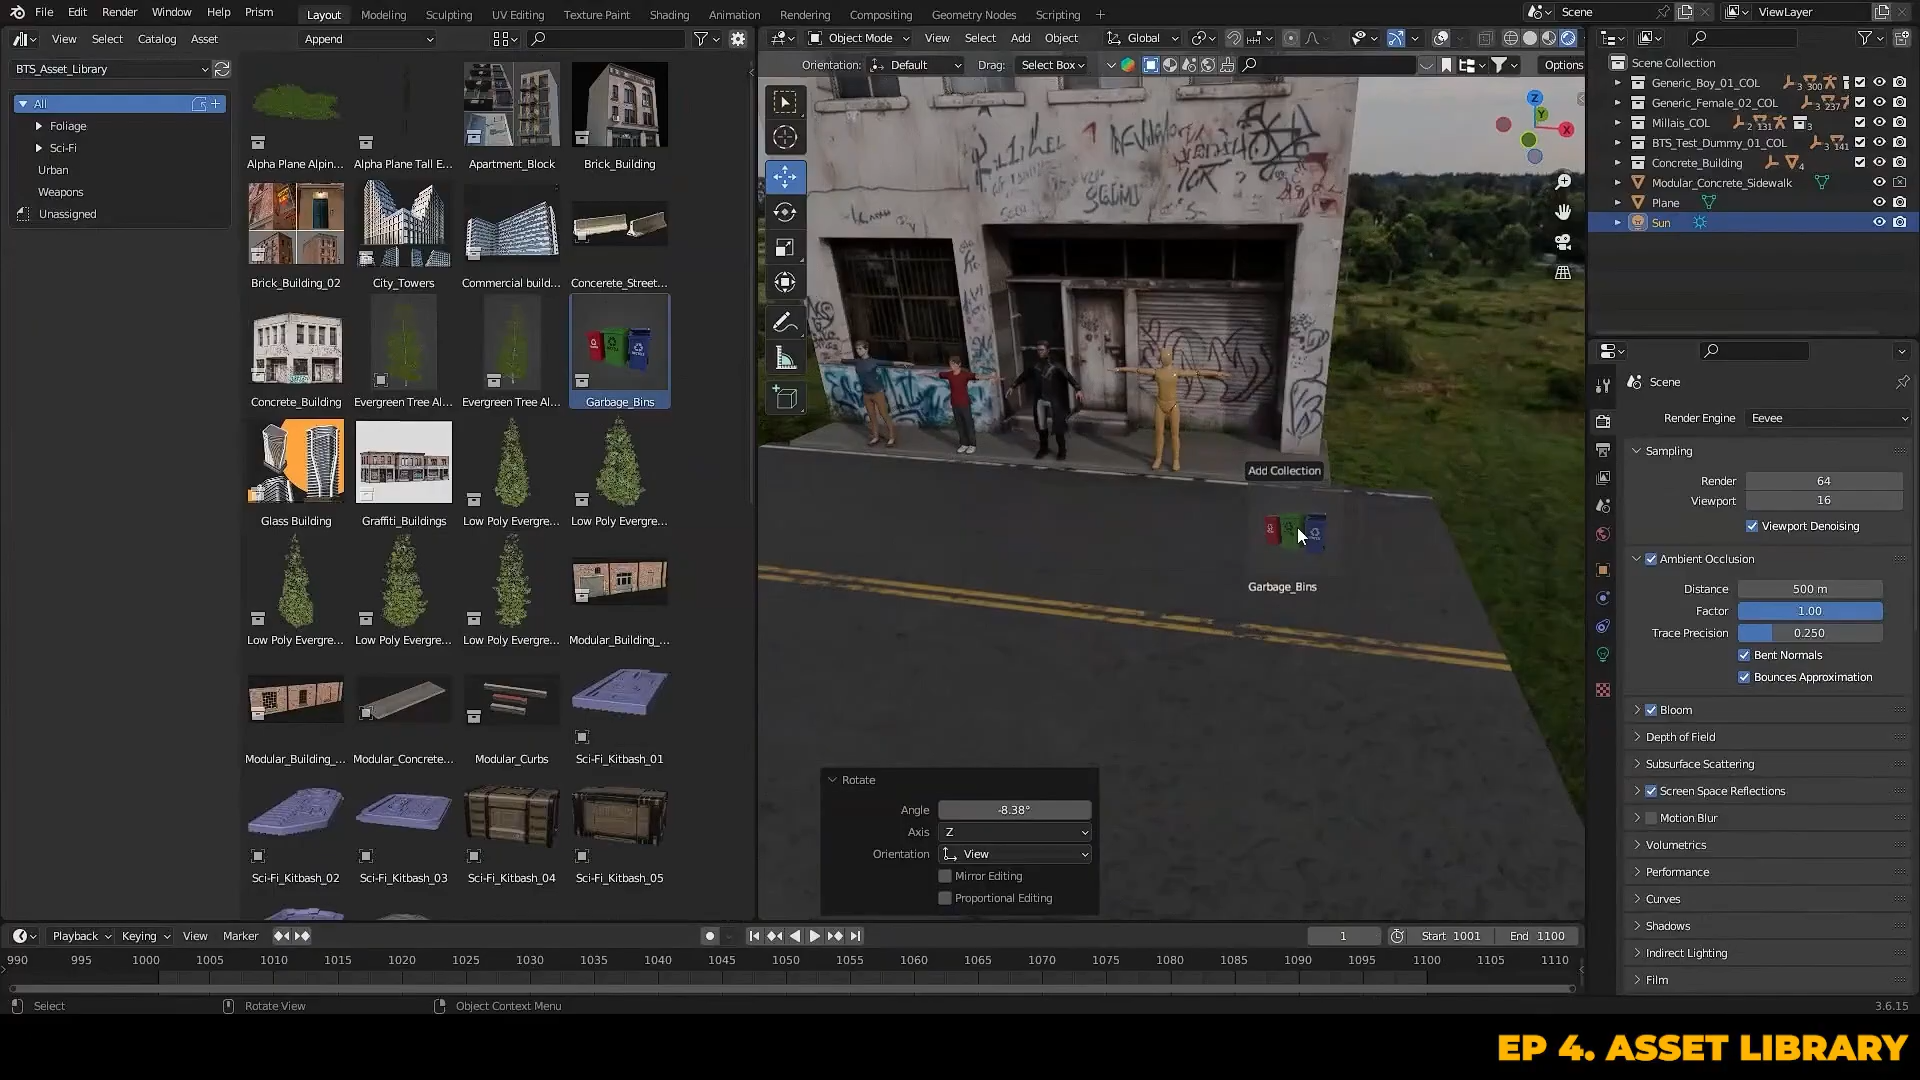 File Edit Render Window Help Prism
Layout Modeling Sculpting UV Editing Texture Paint Shading Animation Rendering Compositing Geometry Nodes Scripting
Scene ViewLayer
View Select Catalog Asset Append
Object Mode View Select Add Object Global
BTS_Asset_Library
Orientation: Default Drag: Select Box Options
All
Foliage
Sci-Fi
Urban
Weapons
Unassigned
Alpha Plane Alpin... Alpha Plane Tall E... Apartment_Block Brick_Building
Brick_Building_02 City_Towers Commercial build... Concerete_Street...
Concrete_Building Evergreen Tree Al... Evergreen Tree Al... Garbage_Bins
Glass Building Graffiti_Buildings Low Poly Evergre... Low Poly Evergre...
Low Poly Evergre... Low Poly Evergre... Low Poly Evergre... Modular_Building_...
Modular_Building_... Modular_Concrete... Modular_Curbs Sci-Fi_Kitbash_01
Sci-Fi_Kitbash_02 Sci-Fi_Kitbash_03 Sci-Fi_Kitbash_04 Sci-Fi_Kitbash_05
Z
Y
X
Add Collection
Garbage_Bins
Rotate
Angle -8.38°
Axis Z
Orientation View
Mirror Editing
Proportional Editing
Scene Collection
Generic_Boy_01_COL 3 300
Generic_Female_02_COL 3 237
Millais_COL 2 131 3
BTS_Test_Dummy_01_COL 3 141
Concrete_Building 4
Modular_Concrete_Sidewalk
Plane
Sun
Scene
Render Engine Eevee
Sampling
Render 64
Viewport 16
Viewport Denoising
Ambient Occlusion
Distance 500 m
Factor 1.00
Trace Precision 0.250
Bent Normals
Bounces Approximation
Bloom
Depth of Field
Subsurface Scattering
Screen Space Reflections
Motion Blur
Volumetrics
Performance
Curves
Shadows
Indirect Lighting
Film
Playback Keying View Marker 1 Start 1001 End 1100
990 995 1000 1005 1010 1015 1020 1025 1030 1035 1040 1045 1050 1055 1060 1065 1070 1075 1080 1085 1090 1095 1100 1105 1110
Select Rotate View Object Context Menu 3.6.15
EP 4. ASSET LIBRARY